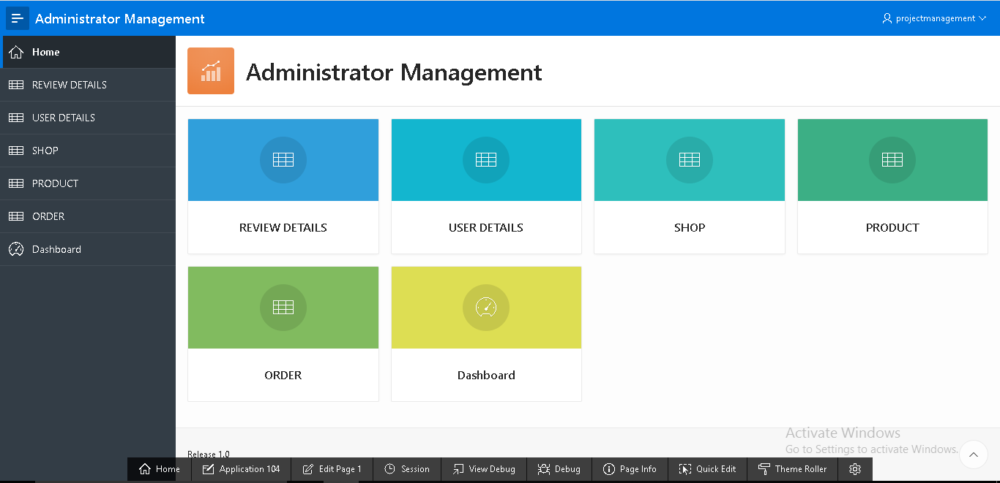 Administrator Management
projectmanagement
Home
REVIEW DETAILS
USER DETAILS
SHOP
PRODUCT
ORDER
Dashboard
Administrator Management
REVIEW DETAILS
USER DETAILS
SHOP
PRODUCT
ORDER
Dashboard
Activate Windows
Go to Settings to activate Windows.
Release 1.0
Home
Application 104
Edit Page 1
Session
View Debug
Debug
Page Info
Quick Edit
Theme Roller